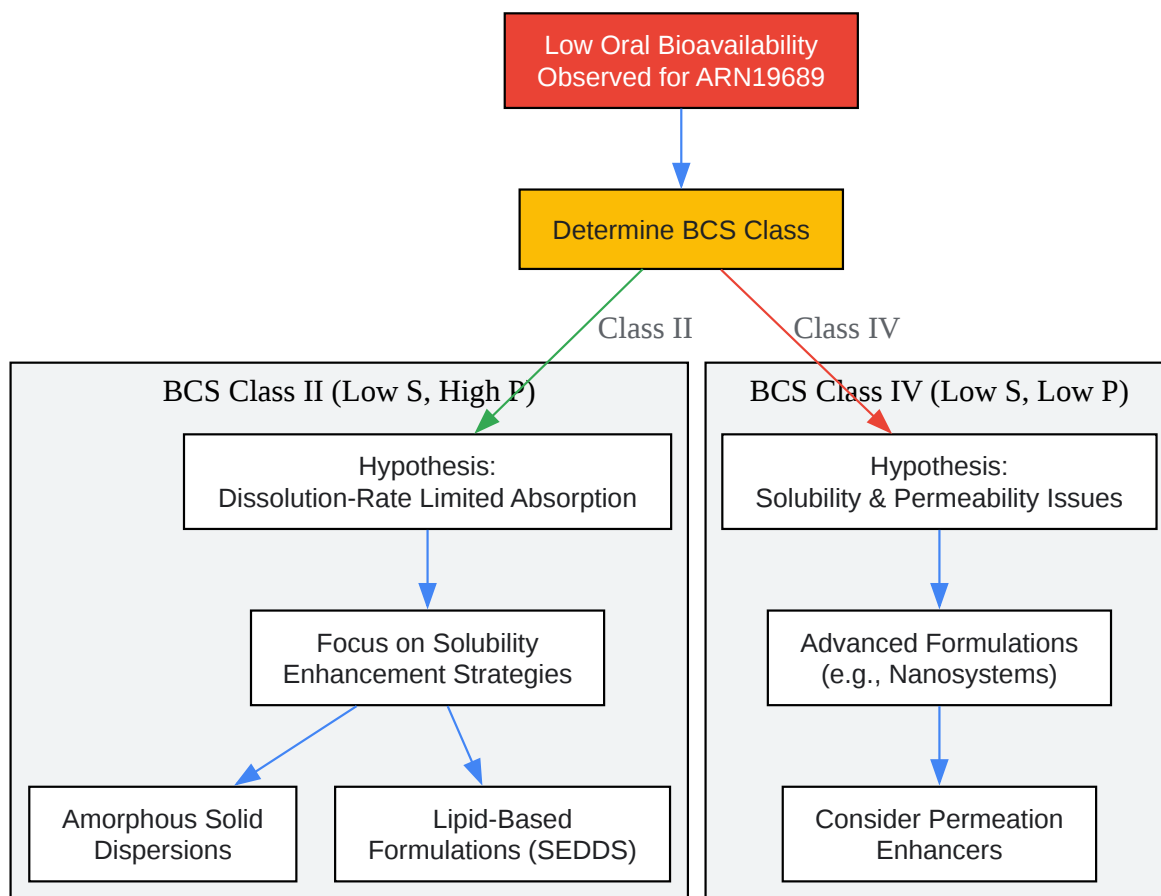 Low Oral Bioavailability
Observed for ARN19689
Determine BCS Class
Class II
Class IV
BCS Class II (Low S, High P)
Hypothesis:
Dissolution-Rate Limited Absorption
Focus on Solubility
Enhancement Strategies
Amorphous Solid
Dispersions
Lipid-Based
Formulations (SEDDS)
BCS Class IV (Low S, Low P)
Hypothesis:
Solubility & Permeability Issues
Advanced Formulations
(e.g., Nanosystems)
Consider Permeation
Enhancers